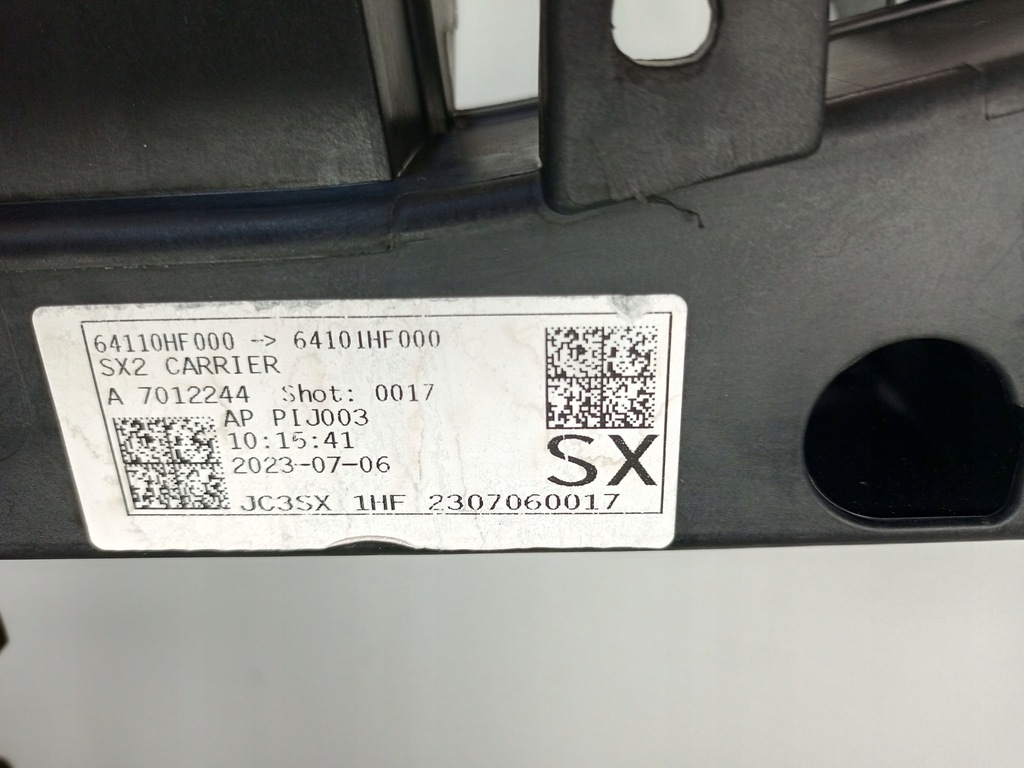 64110HF000 --> 64101HF000
SX2 CARRIER
A 7012244 Shot: 0017
AP PIJ003
10:15:41
2023-07-06
SX
JC3SX 1HF 2307060017